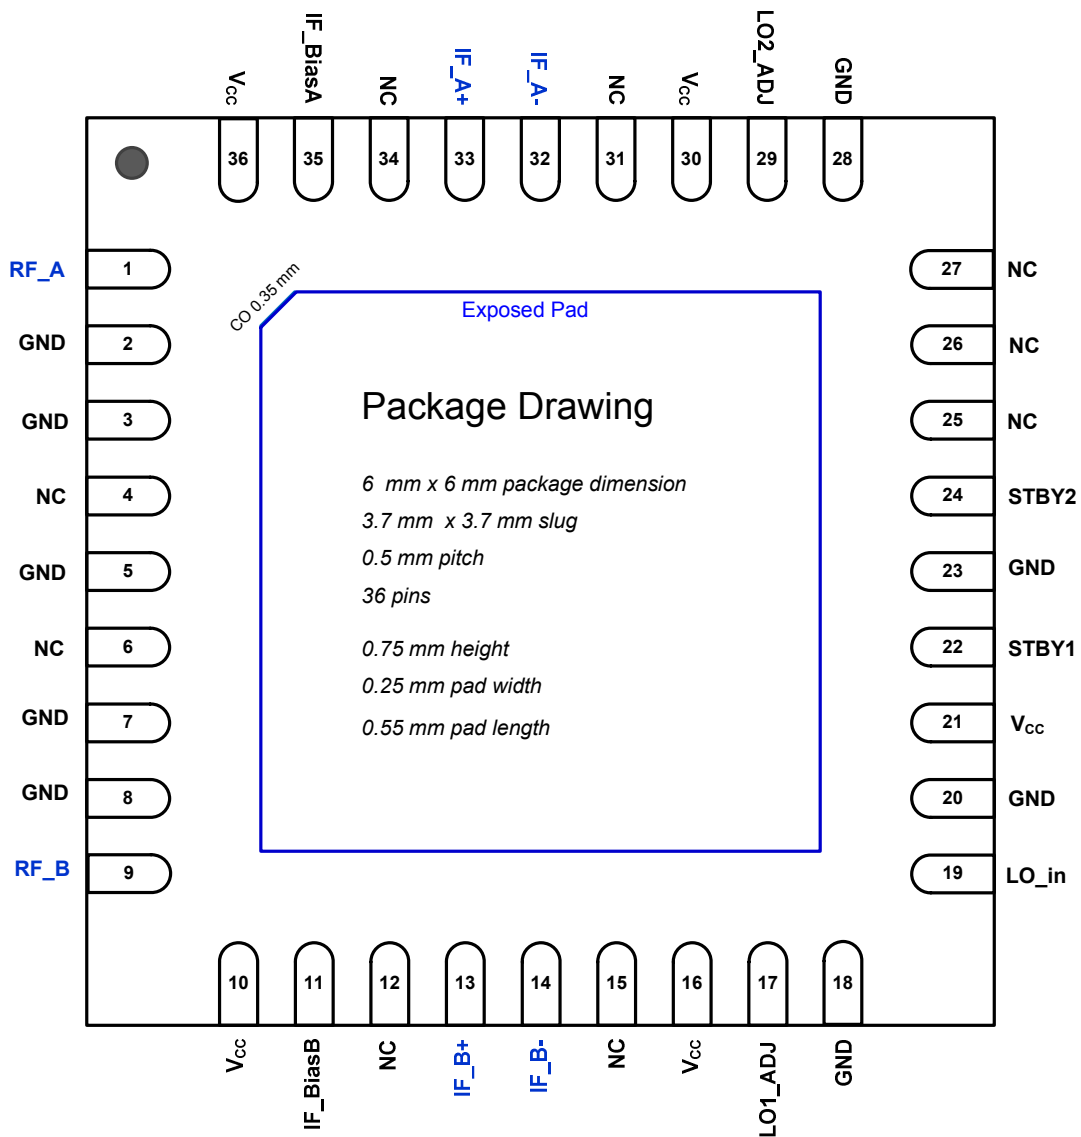 V_CC
IF_BiasA
NC
IF_A+
IF_A-
NC
V_CC
LO2_ADJ
GND
36
35
34
33
32
31
30
29
28
RF_A 1
GND 2
GND 3
NC 4
GND 5
NC 6
GND 7
GND 8
RF_B 9
CO 0.35 mm
Exposed Pad
Package Drawing
6 mm x 6 mm package dimension
3.7 mm x 3.7 mm slug
0.5 mm pitch
36 pins
0.75 mm height
0.25 mm pad width
0.55 mm pad length
27 NC
26 NC
25 NC
24 STBY2
23 GND
22 STBY1
21 V_CC
20 GND
19 LO_in
10
11
12
13
14
15
16
17
18
V_CC
IF_BiasB
NC
IF_B+
IF_B-
NC
V_CC
LO1_ADJ
GND